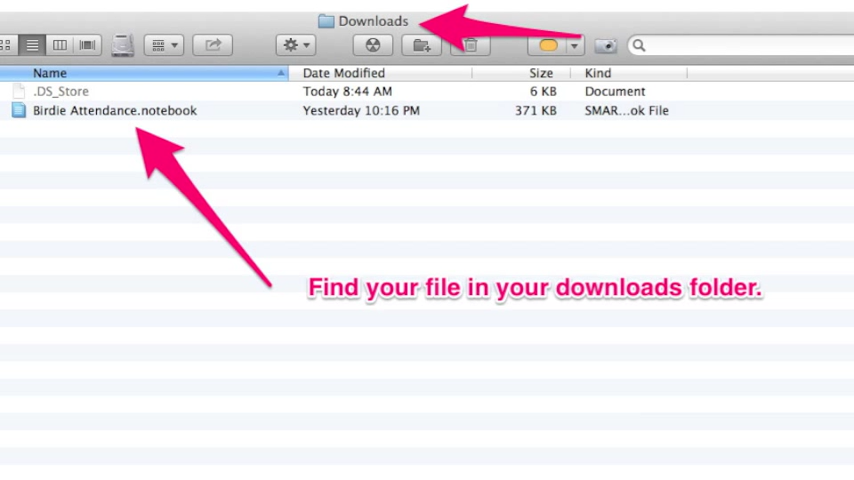 Downloads
Name Date Modified Size Kind
.DS_Store Today 8:44 AM 6 KB Document
Birdie Attendance.notebook Yesterday 10:16 PM 371 KB SMAR...ok File
Find your file in your downloads folder.